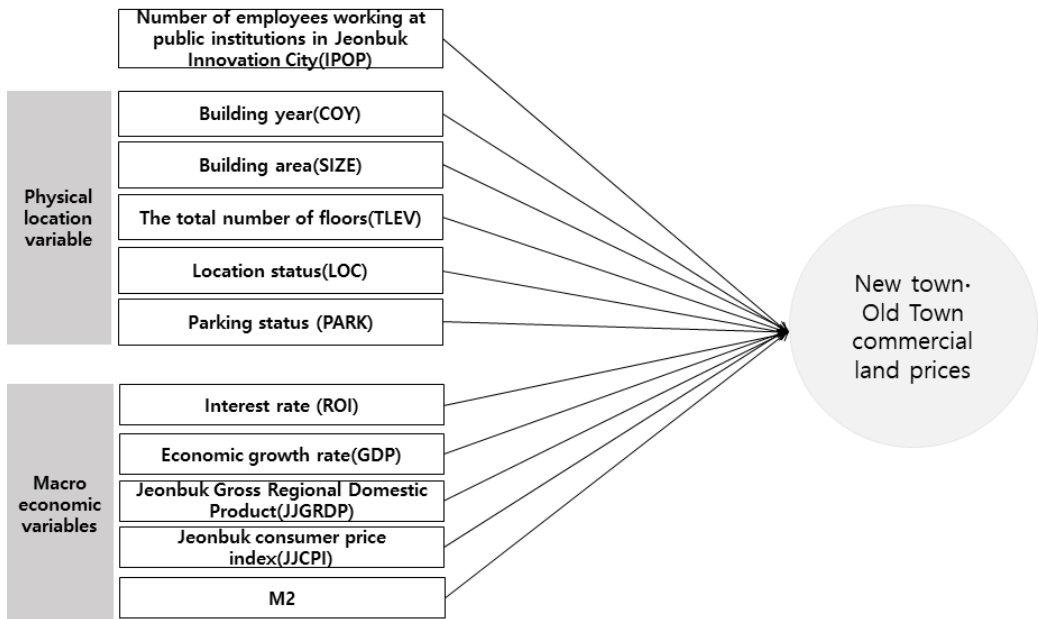 Number of employees working at
public institutions in Jeonbuk
Innovation City(IPOP)
Physical
location
variable
Building year(COY)
Building area(SIZE)
The total number of floors(TLEV)
Location status(LOC)
Parking status (PARK)
Macro
economic
variables
Interest rate (ROI)
Economic growth rate(GDP)
Jeonbuk Gross Regional Domestic
Product(JJGRDP)
Jeonbuk consumer price
index(JJCPI)
M2
New town·
Old Town
commercial
land prices